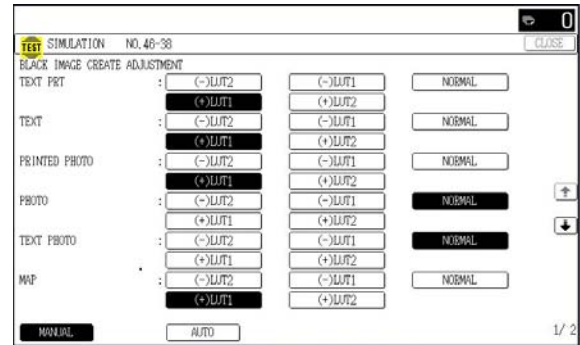 0
TEST SIMULATION NO.46-38 CLOSE
BLACK IMAGE CREATE ADJUSTMENT
TEXT PRT : (-)LUT2 (-)LUT1 NORMAL
(+)LUT1 (+)LUT2
TEXT : (-)LUT2 (-)LUT1 NORMAL
(+)LUT1 (+)LUT2
PRINTED PHOTO : (-)LUT2 (-)LUT1 NORMAL
(+)LUT1 (+)LUT2
PHOTO : (-)LUT2 (-)LUT1 NORMAL
(+)LUT1 (+)LUT2
TEXT PHOTO : (-)LUT2 (-)LUT1 NORMAL
(+)LUT1 (+)LUT2
MAP : (-)LUT2 (-)LUT1 NORMAL
(+)LUT1 (+)LUT2
MANUAL AUTO 1/ 2